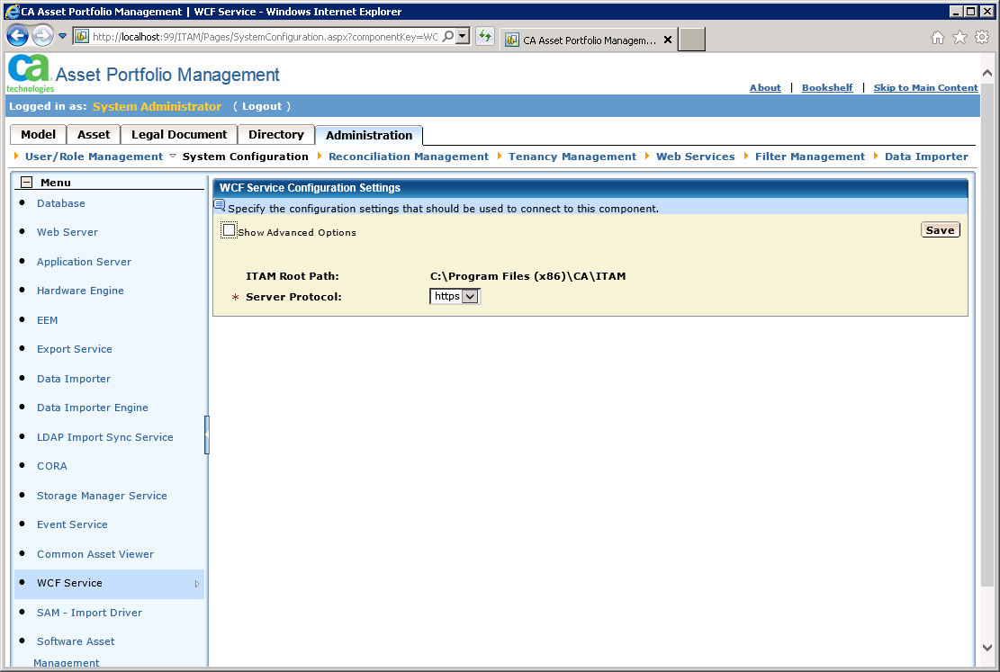 CA Asset Portfolio Management | WCF Service - Windows Internet Explorer
http://localhost:99/ITAM/Pages/SystemConfiguration.aspx?componentKey=WC
CA Asset Portfolio Managem...
ca technologies
Asset Portfolio Management
About | Bookshelf | Skip to Main Content
Logged in as: System Administrator ( Logout )
Model Asset Legal Document Directory Administration
User/Role Management System Configuration Reconciliation Management Tenancy Management Web Services Filter Management Data Importer
Menu
Database
Web Server
Application Server
Hardware Engine
EEM
Export Service
Data Importer
Data Importer Engine
LDAP Import Sync Service
CORA
Storage Manager Service
Event Service
Common Asset Viewer
WCF Service
SAM - Import Driver
Software Asset
Management
WCF Service Configuration Settings
Specify the configuration settings that should be used to connect to this component.
Show Advanced Options
Save
ITAM Root Path: C:\Program Files (x86)\CA\ITAM
* Server Protocol: https